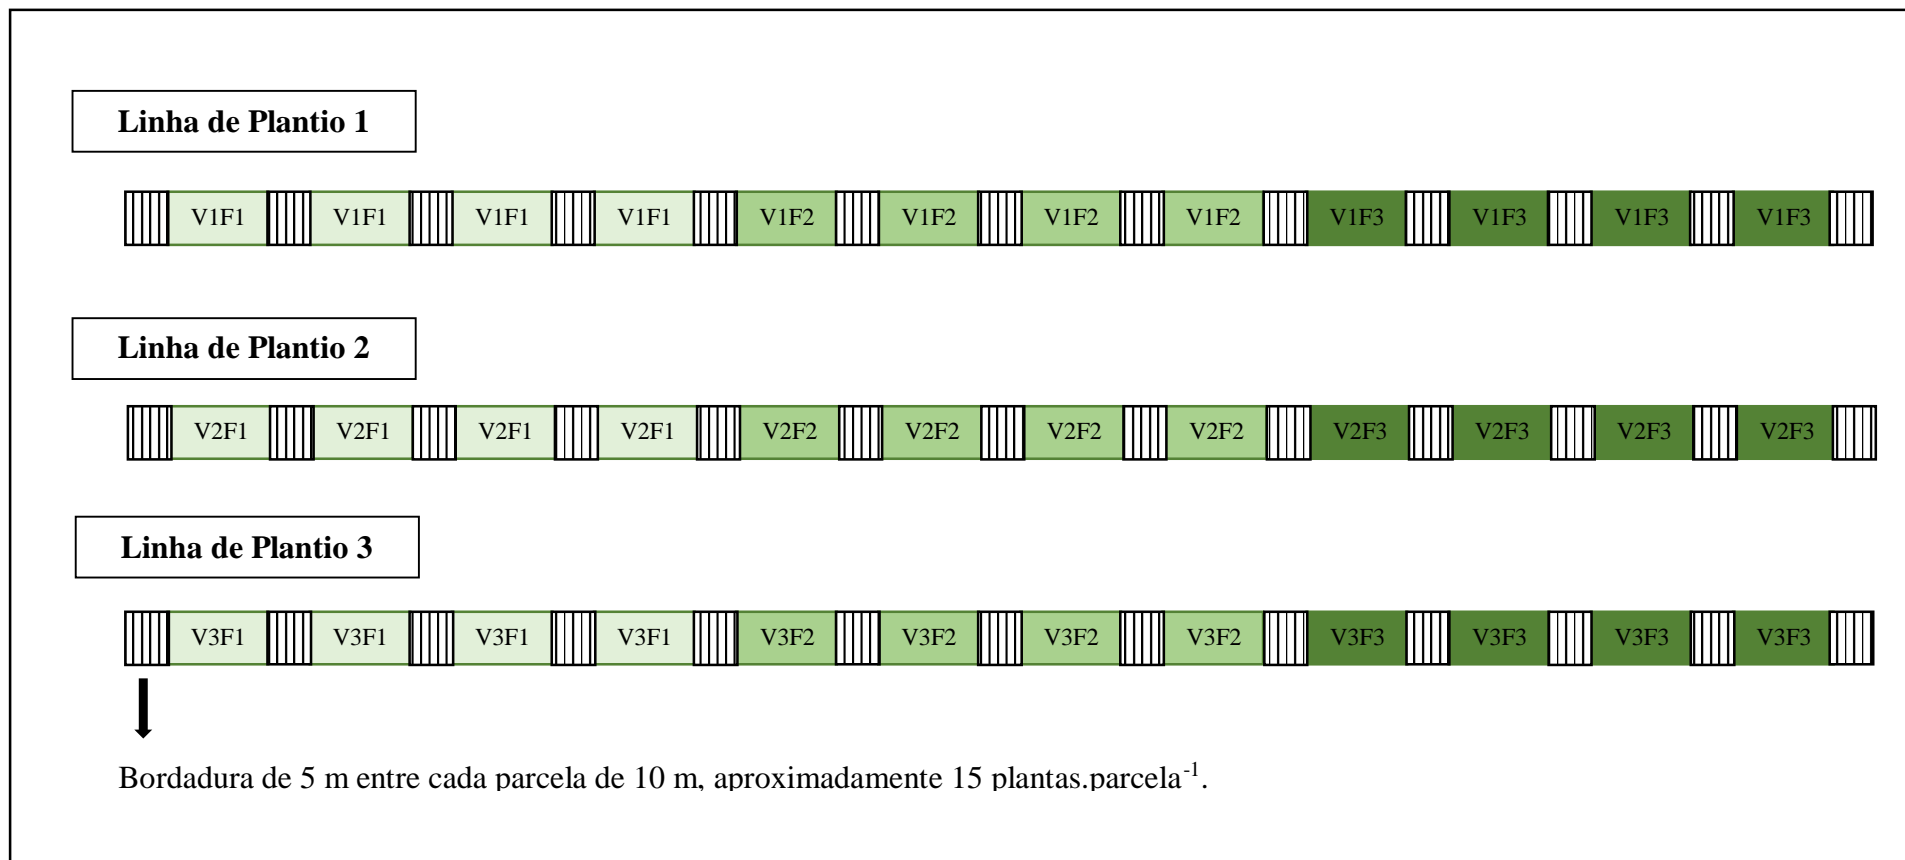 Linha de Plantio 1
V1F1 V1F1 V1F1 V1F1 V1F2 V1F2 V1F2 V1F2 V1F3 V1F3 V1F3 V1F3
Linha de Plantio 2
V2F1 V2F1 V2F1 V2F1 V2F2 V2F2 V2F2 V2F2 V2F3 V2F3 V2F3 V2F3
Linha de Plantio 3
V3F1 V3F1 V3F1 V3F1 V3F2 V3F2 V3F2 V3F2 V3F3 V3F3 V3F3 V3F3
Bordadura de 5 m entre cada parcela de 10 m, aproximadamente 15 plantas.parcela⁻¹.